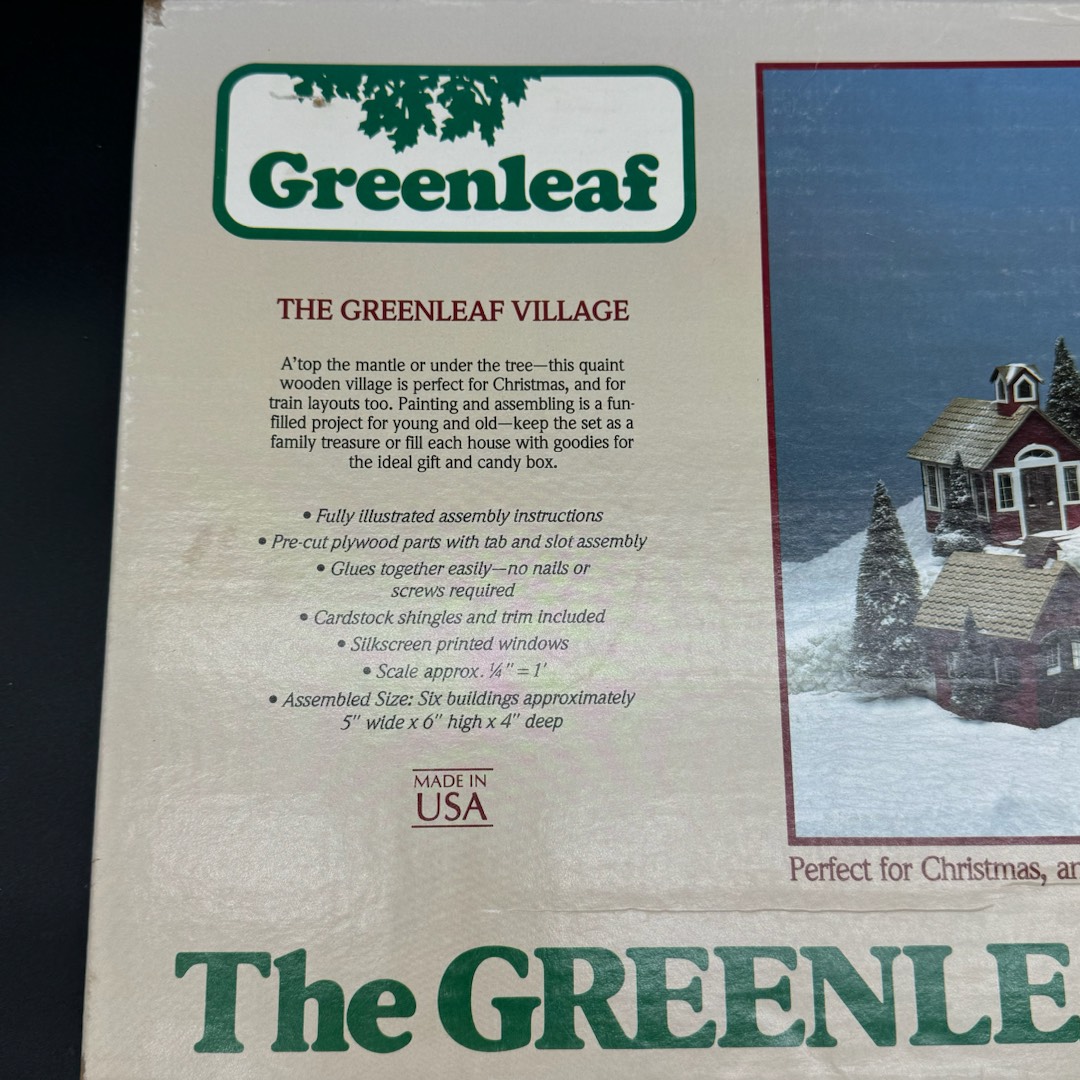 Greenleaf
THE GREENLEAF VILLAGE
A'top the mantle or under the tree—this quaint
wooden village is perfect for Christmas, and for
train layouts too. Painting and assembling is a fun-
filled project for young and old—keep the set as a
family treasure or fill each house with goodies for
the ideal gift and candy box.
• Fully illustrated assembly instructions
• Pre-cut plywood parts with tab and slot assembly
• Glues together easily—no nails or
screws required
• Cardstock shingles and trim included
• Silkscreen printed windows
• Scale approx. ¼" = 1'
• Assembled Size: Six buildings approximately
5" wide x 6" high x 4" deep
MADE IN
USA
Perfect for Christmas, an
The GREENLE